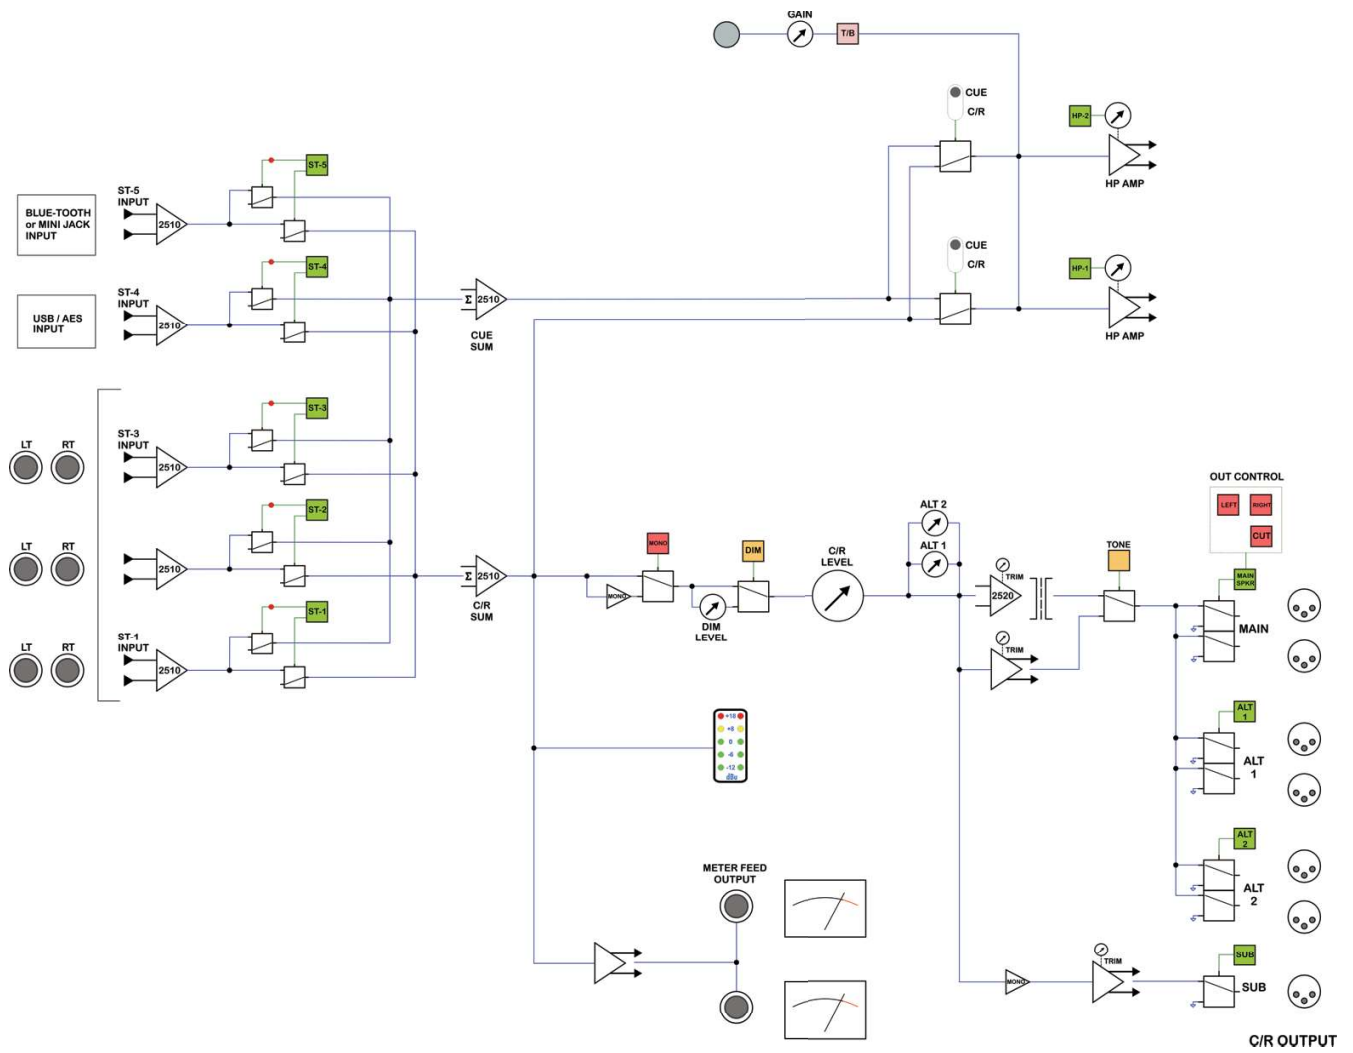 GAIN
T/B
CUE
C/R
HP-2
HP AMP
ST-5
ST-5
INPUT
BLUE-TOOTH
or MINI JACK
INPUT
2510
CUE
C/R
HP-1
HP AMP
ST-4
ST-4
INPUT
USB / AES
INPUT
2510
Σ
2510
CUE
SUM
ST-3
ST-3
INPUT
LT
RT
2510
OUT CONTROL
LEFT
RIGHT
CUT
ST-2
LT
RT
2510
Σ
2510
C/R
SUM
MONO
MONO
DIM
DIM
LEVEL
C/R
LEVEL
ALT 2
ALT 1
TRIM
2520
TONE
MAIN
SPKR
MAIN
ST-1
ST-1
INPUT
LT
RT
2510
TRIM
+18
+8
0
-6
-12
dBu
ALT
1
ALT
1
ALT
2
ALT
2
METER FEED
OUTPUT
MONO
TRIM
SUB
SUB
C/R OUTPUT